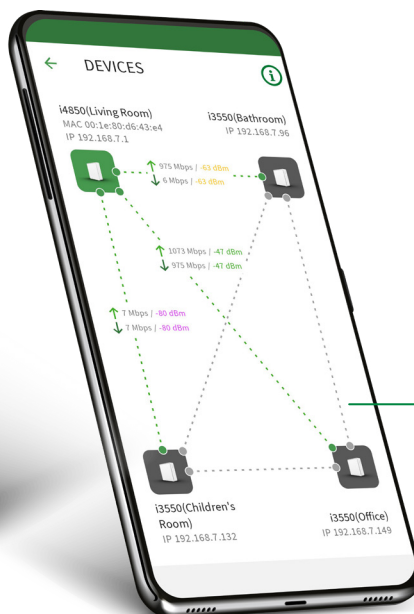 DEVICES
i
i4850(Living Room)
MAC 00:1e:80:d6:43:e4
IP 192.168.7.1
i3550(Bathroom)
IP 192.168.7.96
975 Mbps / -63 dBm
6 Mbps / -63 dBm
1073 Mbps / -47 dBm
975 Mbps / -47 dBm
7 Mbps / -80 dBm
7 Mbps / -80 dBm
i3550(Children's
Room)
IP 192.168.7.132
i3550(Office)
IP 192.168.7.149